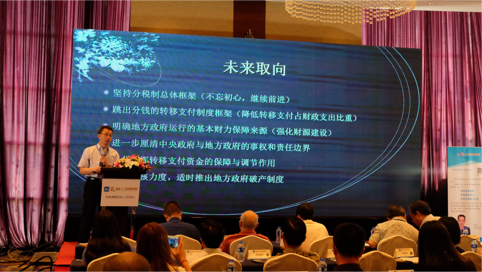 未来取向
坚持分税制总体框架（不忘初心，继续前进）
跳出分钱的转移支付制度框架（降低转移支付占财政支出比重）
明确地方政府运行的基本财力保障来源（强化财源建设）
进一步厘清中央政府与地方政府的事权和责任边界
转移支付资金的保障与调节作用
力度，适时推出地方政府破产制度